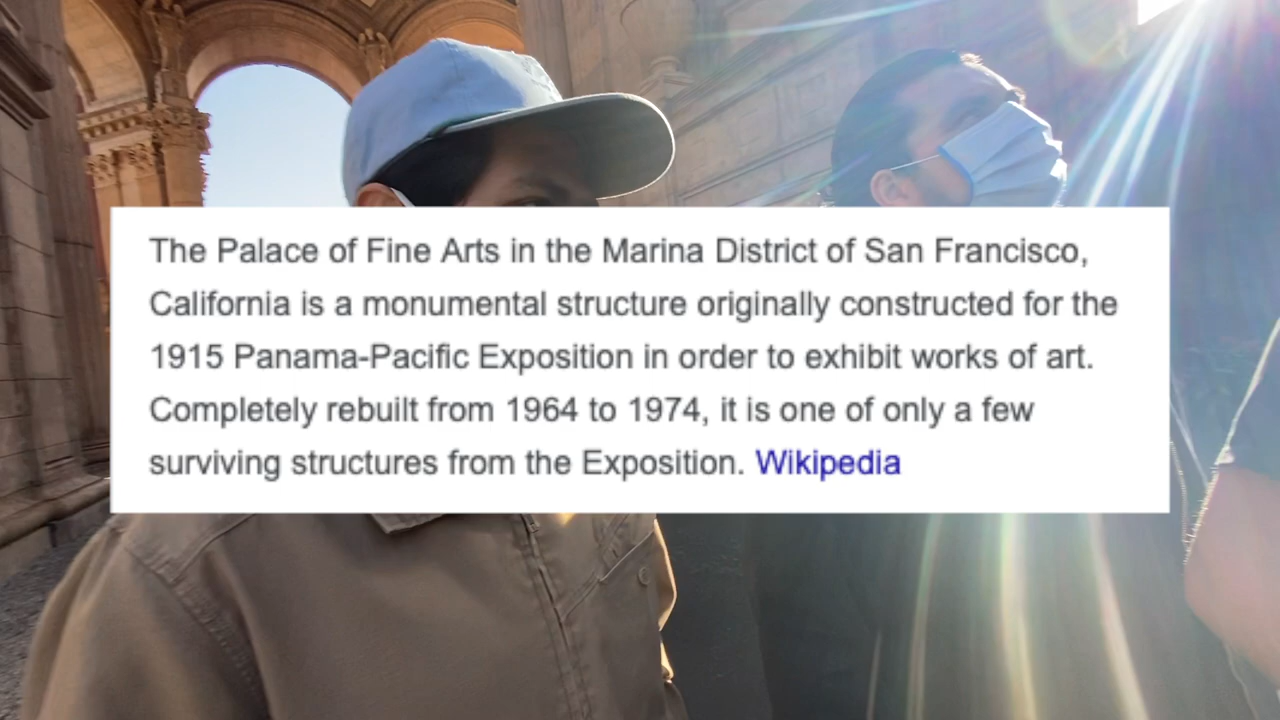 The Palace of Fine Arts in the Marina District of San Francisco,
California is a monumental structure originally constructed for the
1915 Panama-Pacific Exposition in order to exhibit works of art.
Completely rebuilt from 1964 to 1974, it is one of only a few
surviving structures from the Exposition. Wikipedia